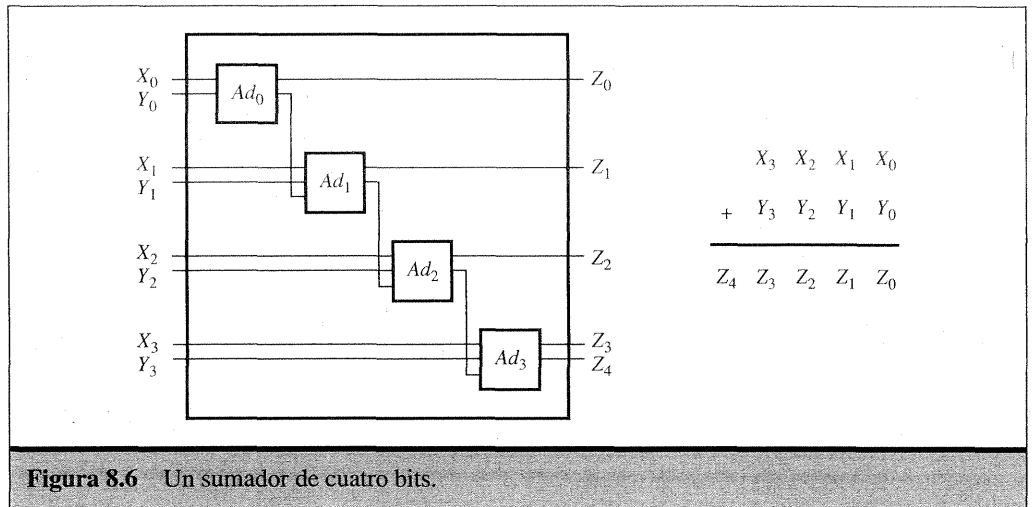 X0
Y0
Ad0
Z0
X1
Y1
Ad1
Z1
X2
Y2
Ad2
Z2
X3
Y3
Ad3
Z3
Z4
X3 X2 X1 X0
+ Y3 Y2 Y1 Y0
Z4 Z3 Z2 Z1 Z0
Figura 8.6 Un sumador de cuatro bits.